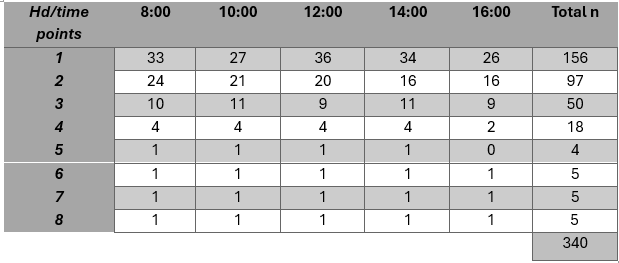 Hd/time points 8:00 10:00 12:00 14:00 16:00 Total n
1 33 27 36 34 26 156
2 24 21 20 16 16 97
3 10 11 9 11 9 50
4 4 4 4 4 2 18
5 1 1 1 1 0 4
6 1 1 1 1 1 5
7 1 1 1 1 1 5
8 1 1 1 1 1 5
340